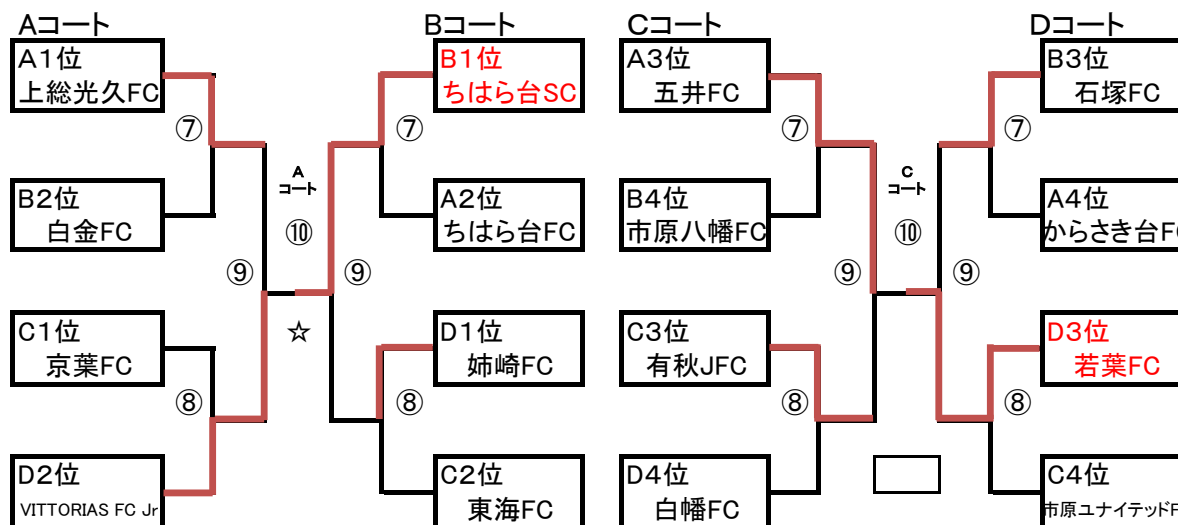 Aコート
Bコート
Cコート
Dコート
A1位
上総光久FC
B1位
ちはら台SC
A3位
五井FC
B3位
石塚FC
⑦
⑦
⑦
⑦
A
コート
⑩
C
コート
⑩
B2位
白金FC
A2位
ちはら台FC
B4位
市原八幡FC
A4位
からさき台FC
⑨
⑨
⑨
⑨
☆
C1位
京葉FC
D1位
姉崎FC
C3位
有秋JFC
D3位
若葉FC
⑧
⑧
⑧
⑧
D2位
VITTORIAS FC Jr
C2位
東海FC
D4位
白幡FC
C4位
市原ユナイテッドF